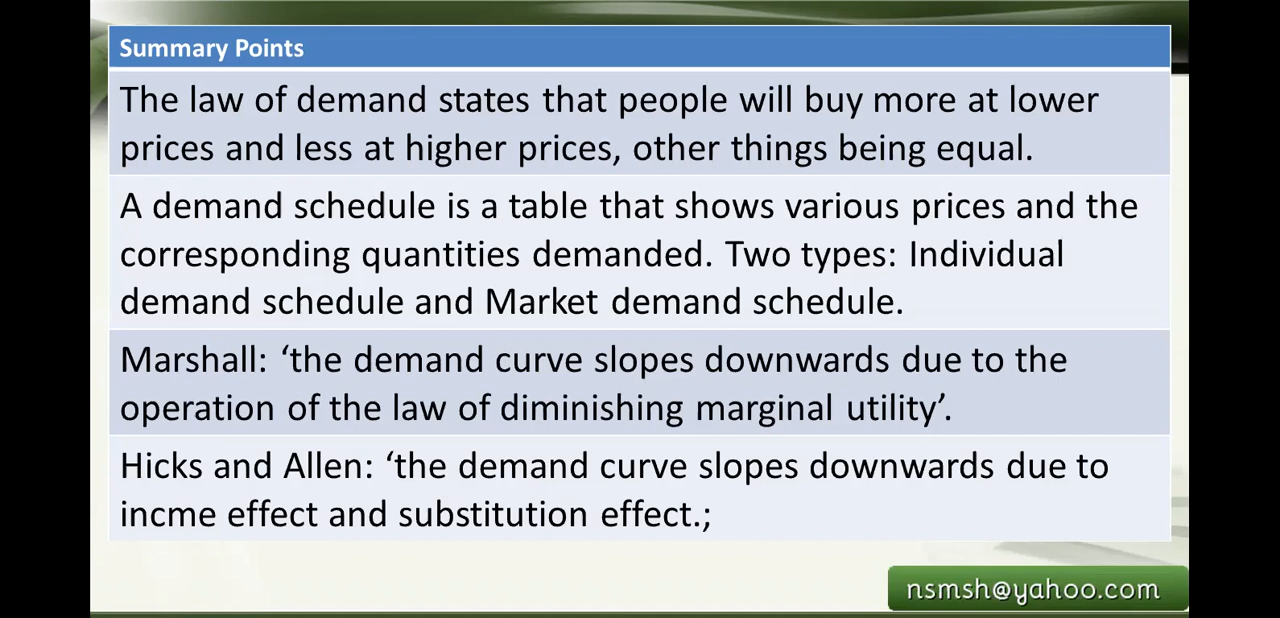 Summary Points
The law of demand states that people will buy more at lower
prices and less at higher prices, other things being equal.
A demand schedule is a table that shows various prices and the
corresponding quantities demanded. Two types: Individual
demand schedule and Market demand schedule.
Marshall: ‘the demand curve slopes downwards due to the
operation of the law of diminishing marginal utility’.
Hicks and Allen: ‘the demand curve slopes downwards due to
incme effect and substitution effect.;
nsmsh@yahoo.com